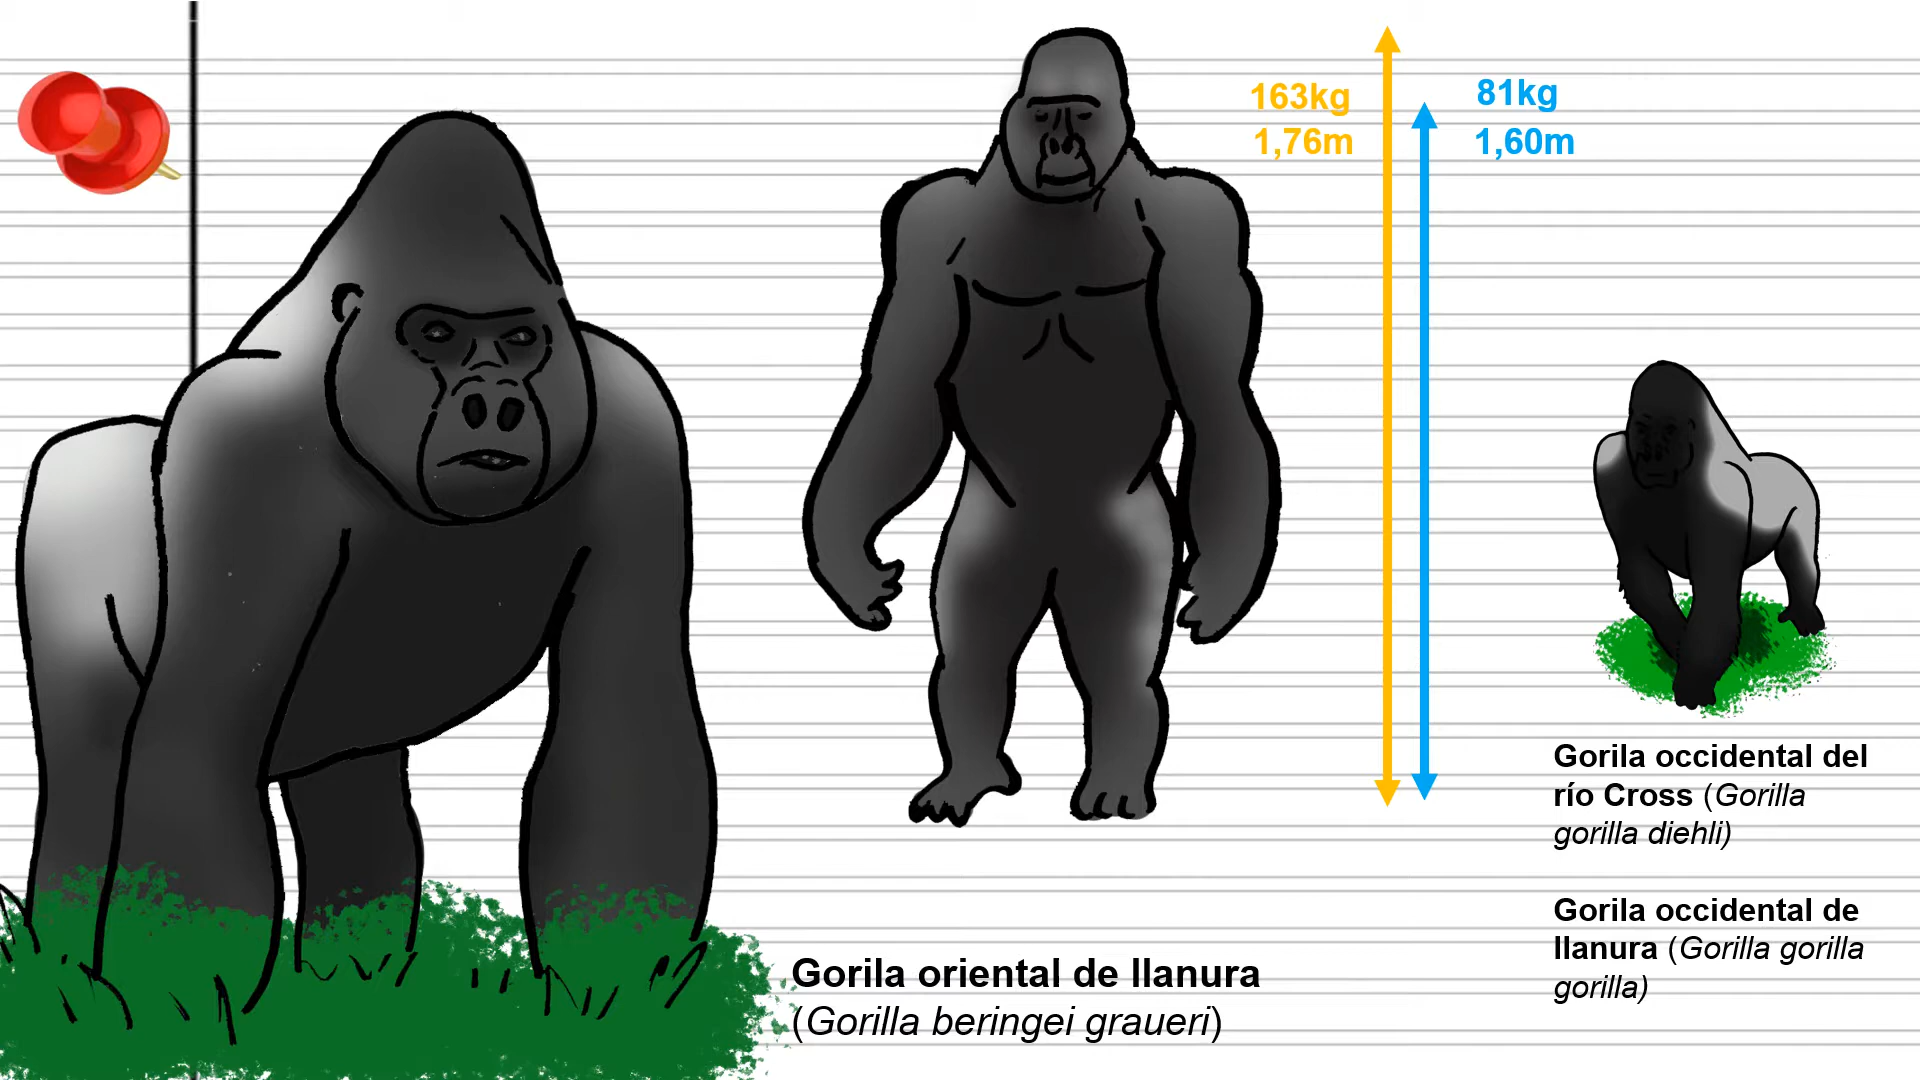 163kg
1,76m
81kg
1,60m
Gorila occidental del
río Cross (Gorilla
gorilla diehli)
Gorila occidental de
llanura (Gorilla gorilla
gorilla)
Gorila oriental de llanura
(Gorilla beringei graueri)